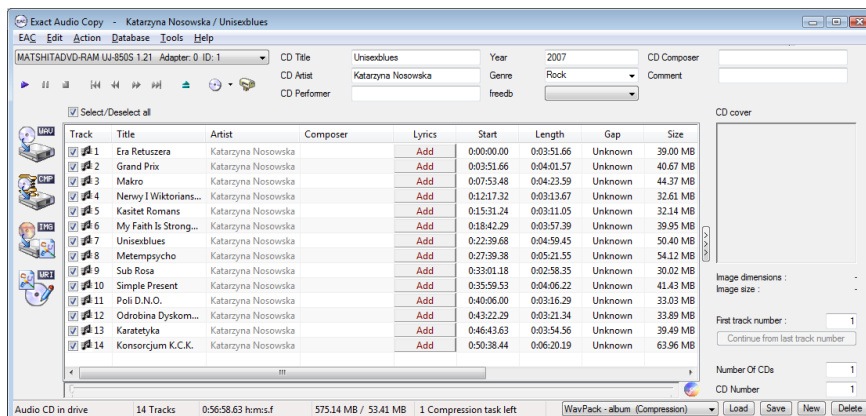 Exact Audio Copy - Katarzyna Nosowska / Unisexblues
EAC Edit Action Database Tools Help
MATSHITADVD-RAM UJ-850S 1.21 Adapter: 0 ID: 1
CD Title Unisexblues Year 2007 CD Composer
CD Artist Katarzyna Nosowska Genre Rock Comment
CD Performer freedb
Select/Deselect all CD cover
Track Title Artist Composer Lyrics Start Length Gap Size
1 Era Retuszera Katarzyna Nosowska Add 0:00:00.00 0:03:51.66 Unknown 39.00 MB
2 Grand Prix Katarzyna Nosowska Add 0:03:51.66 0:04:01.57 Unknown 40.67 MB
3 Makro Katarzyna Nosowska Add 0:07:53.48 0:04:23.59 Unknown 44.37 MB
4 Nerwy I Wiktorians... Katarzyna Nosowska Add 0:12:17.32 0:03:13.67 Unknown 32.61 MB
5 Kasitet Romans Katarzyna Nosowska Add 0:15:31.24 0:03:11.05 Unknown 32.14 MB
6 My Faith Is Strong... Katarzyna Nosowska Add 0:18:42.29 0:03:57.39 Unknown 39.95 MB
7 Unisexblues Katarzyna Nosowska Add 0:22:39.68 0:04:59.45 Unknown 50.40 MB
8 Metempsycho Katarzyna Nosowska Add 0:27:39.38 0:05:21.55 Unknown 54.12 MB
9 Sub Rosa Katarzyna Nosowska Add 0:33:01.18 0:02:58.35 Unknown 30.02 MB
10 Simple Present Katarzyna Nosowska Add 0:35:59.53 0:04:06.22 Unknown 41.43 MB
11 Poli D.N.O. Katarzyna Nosowska Add 0:40:06.00 0:03:16.29 Unknown 33.03 MB
12 Odrobina Dyskom... Katarzyna Nosowska Add 0:43:22.29 0:03:21.34 Unknown 33.89 MB
13 Karatetyka Katarzyna Nosowska Add 0:46:43.63 0:03:54.56 Unknown 39.49 MB
14 Konsorcjum K.C.K. Katarzyna Nosowska Add 0:50:38.44 0:06:20.19 Unknown 63.96 MB
WAV
CMP
IMG
WRI
Image dimensions : -
Image size : -
First track number : 1
Continue from last track number
Number Of CDs 1
CD Number 1
Audio CD in drive 14 Tracks 0:56:58.63 h:m:s.f 575.14 MB / 53.41 MB 1 Compression task left WavPack - album (Compression) Load Save New Delete